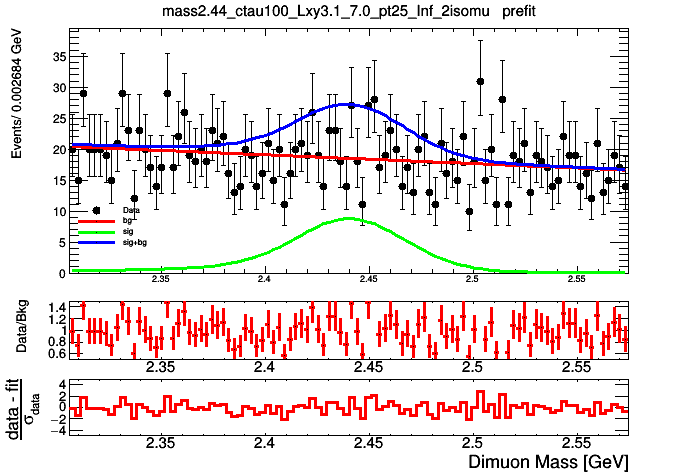 mass2.44_ctau100_Lxy3.1_7.0_pt25_Inf_2isomu prefit
Events/ 0.002684 GeV
35
30
25
20
15
10
5
0
Data
bg
sig
sig+bg
2.35 2.4 2.45 2.5 2.55
Data/Bkg
1.4
1.2
1.0
0.8
0.6
2.35 2.4 2.45 2.5 2.55
data - fit
σdata
4
2
0
−2
−4
2.35 2.4 2.45 2.5 2.55
Dimuon Mass [GeV]